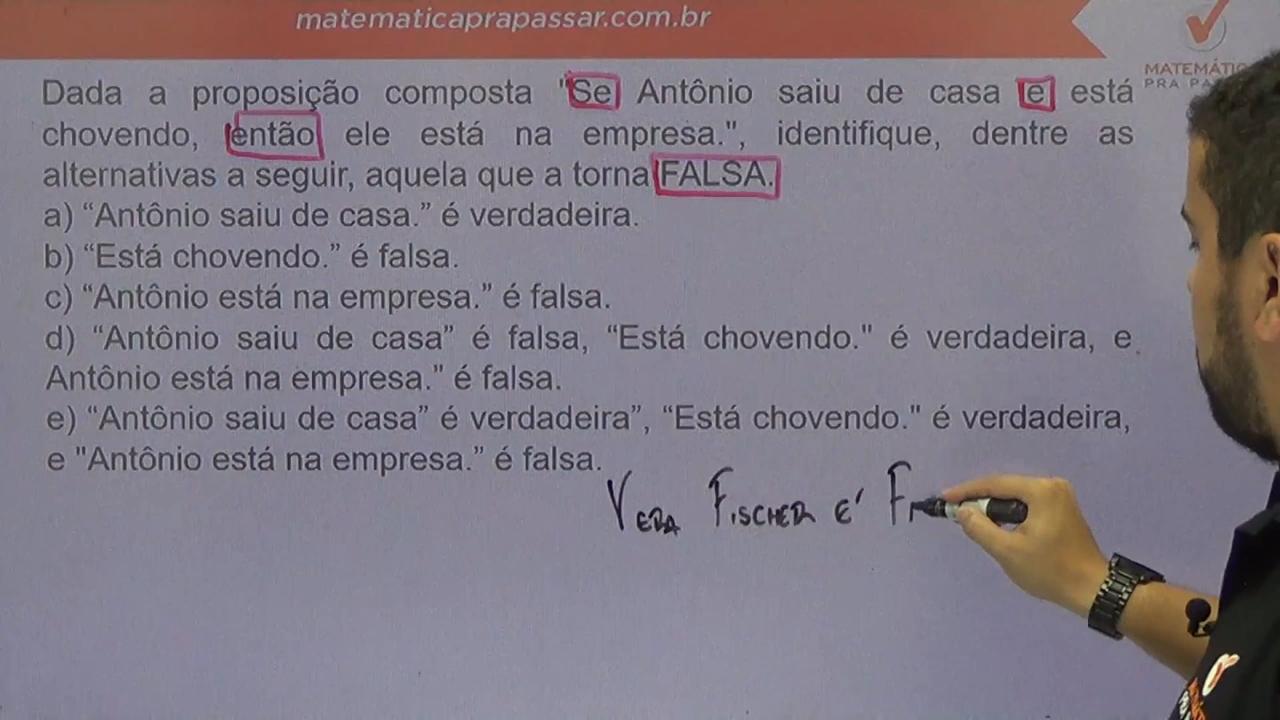 matematicaprapassar.com.br
MATEMÁTIC
PRA PA
Dada a proposição composta "Se Antônio saiu de casa e está
chovendo, então ele está na empresa.", identifique, dentre as
alternativas a seguir, aquela que a torna FALSA.
a) “Antônio saiu de casa.” é verdadeira.
b) “Está chovendo.” é falsa.
c) “Antônio está na empresa.” é falsa.
d) “Antônio saiu de casa” é falsa, “Está chovendo." é verdadeira, e
Antônio está na empresa.” é falsa.
e) “Antônio saiu de casa” é verdadeira”, “Está chovendo." é verdadeira,
e "Antônio está na empresa.” é falsa.
VERA FISCHER É F